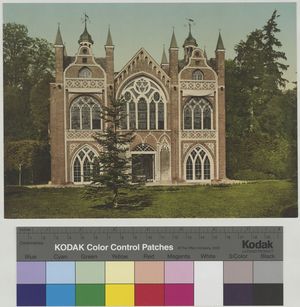 KODAK Color Control Patches
Kodak
Blue Cyan Green Yellow Red Magenta White 3/Color Black